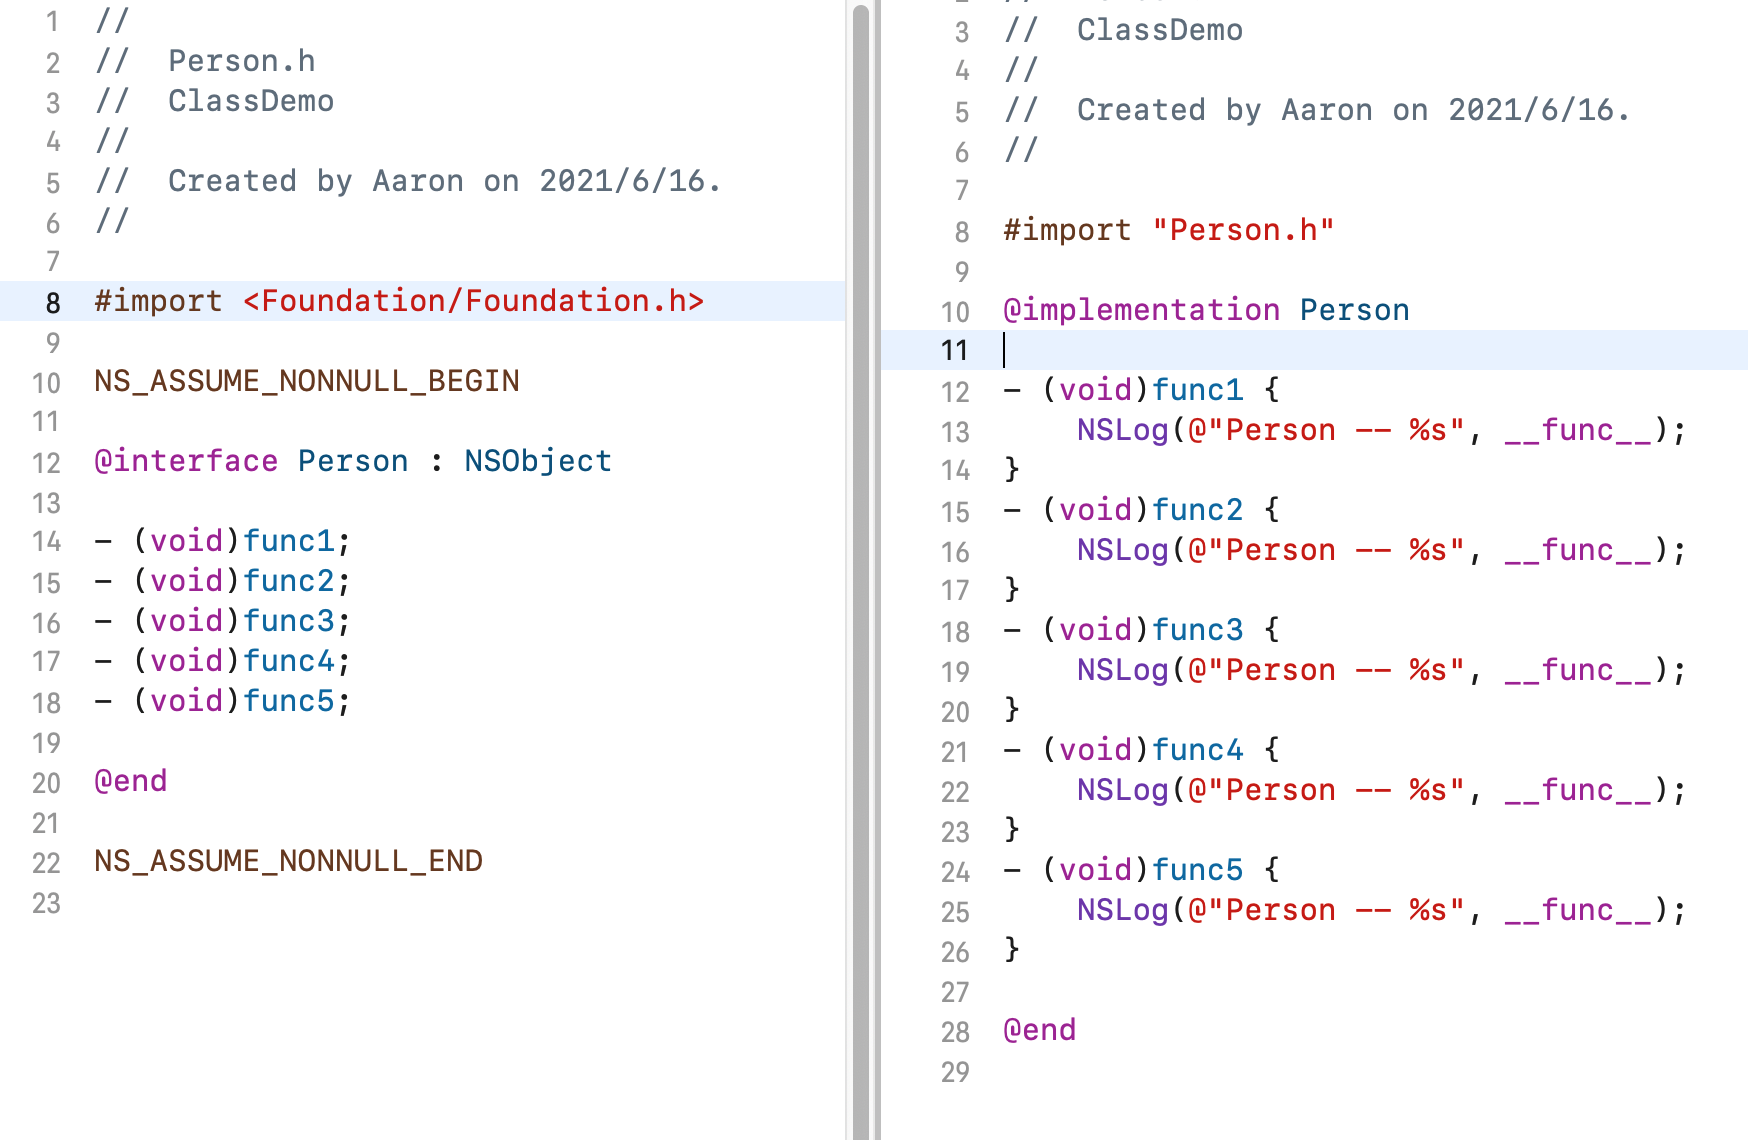 1 //
2 //  Person.h
3 //  ClassDemo
4 //
5 //  Created by Aaron on 2021/6/16.
6 //
7
8 #import <Foundation/Foundation.h>
9
10 NS_ASSUME_NONNULL_BEGIN
11
12 @interface Person : NSObject
13
14 - (void)func1;
15 - (void)func2;
16 - (void)func3;
17 - (void)func4;
18 - (void)func5;
19
20 @end
21
22 NS_ASSUME_NONNULL_END
23
3 //  ClassDemo
4 //
5 //  Created by Aaron on 2021/6/16.
6 //
7
8 #import "Person.h"
9
10 @implementation Person
11
12 - (void)func1 {
13     NSLog(@"Person -- %s", __func__);
14 }
15 - (void)func2 {
16     NSLog(@"Person -- %s", __func__);
17 }
18 - (void)func3 {
19     NSLog(@"Person -- %s", __func__);
20 }
21 - (void)func4 {
22     NSLog(@"Person -- %s", __func__);
23 }
24 - (void)func5 {
25     NSLog(@"Person -- %s", __func__);
26 }
27
28 @end
29